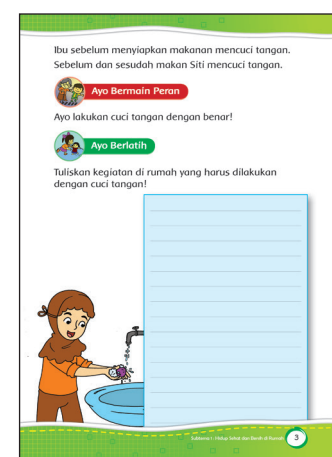 Ibu sebelum menyiapkan makanan mencuci tangan.
Sebelum dan sesudah makan Siti mencuci tangan.
Ayo Bermain Peran
Ayo lakukan cuci tangan dengan benar!
Ayo Berlatih
Tuliskan kegiatan di rumah yang harus dilakukan
dengan cuci tangan!
Subtema 1: Hidup Sehat dan Bersih di Rumah 3